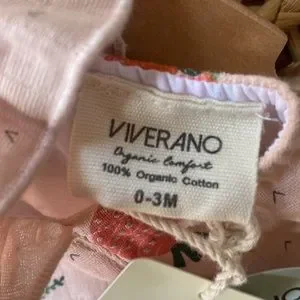 VIVERANO
Organic Comfort
100% Organic Cotton
0-3M